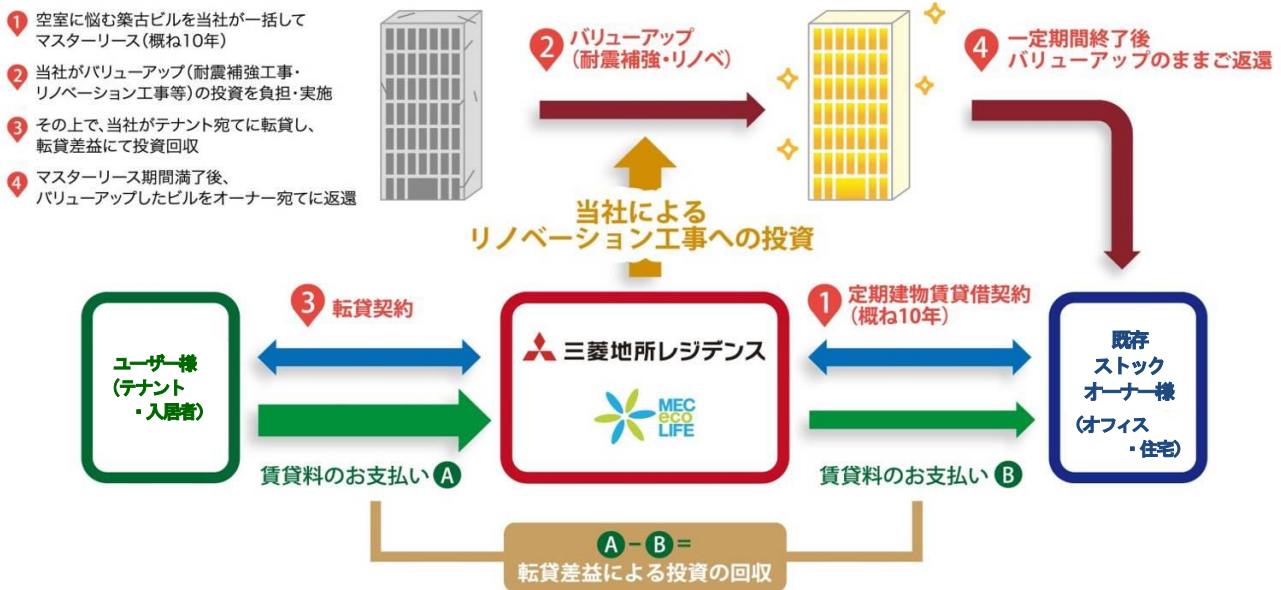 1 空室に悩む築古ビルを当社が一括して
マスターリース(概ね10年)
2 当社がバリューアップ(耐震補強工事・
リノベーション工事等)の投資を負担・実施
3 その上で、当社がテナント宛てに転貸し、
転貸差益にて投資回収
4 マスターリース期間満了後、
バリューアップしたビルをオーナー宛てに返還
2 バリューアップ
(耐震補強・リノベ)
4 一定期間終了後
バリューアップのままご返還
当社による
リノベーション工事への投資
ユーザー様
(テナント
・入居者)
3 転貸契約
三菱地所レジデンス
MEC
eco
LIFE
1 定期建物賃貸借契約
(概ね10年)
既存
ストック
オーナー様
(オフィス
・住宅)
賃貸料のお支払い A
賃貸料のお支払い B
A - B =
転貸差益による投資の回収